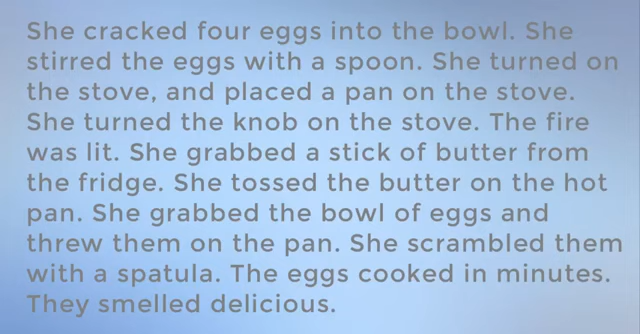 She cracked four eggs into the bowl. She
stirred the eggs with a spoon. She turned on
the stove, and placed a pan on the stove.
She turned the knob on the stove. The fire
was lit. She grabbed a stick of butter from
the fridge. She tossed the butter on the hot
pan. She grabbed the bowl of eggs and
threw them on the pan. She scrambled them
with a spatula. The eggs cooked in minutes.
They smelled delicious.